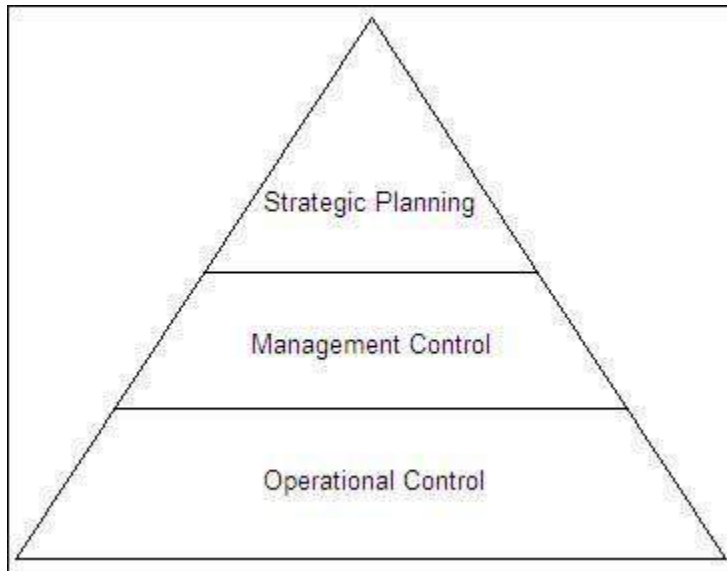 Strategic Planning
Management Control
Operational Control